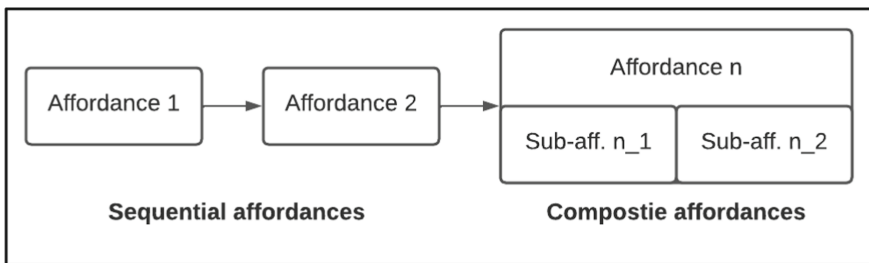 Affordance 1
Affordance 2
Affordance n
Sub-aff. n_1
Sub-aff. n_2
Sequential affordances
Compostie affordances